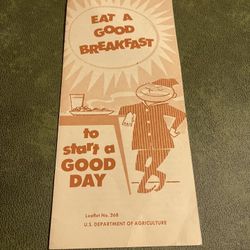 EAT A
GOOD
BREAKFAST
to
start a
GOOD
DAY
Leaflet No. 268
U.S. DEPARTMENT OF AGRICULTURE